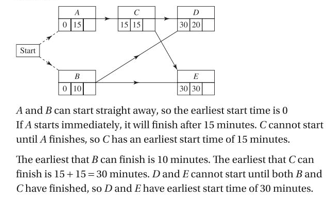 A C D
0 15 15 15 30 20
Start
B E
0 10 30 30
A and B can start straight away, so the earliest start time is 0
If A starts immediately, it will finish after 15 minutes. C cannot start
until A finishes, so C has an earliest start time of 15 minutes.
The earliest that B can finish is 10 minutes. The earliest that C can
finish is 15 + 15 = 30 minutes. D and E cannot start until both B and
C have finished, so D and E have earliest start time of 30 minutes.